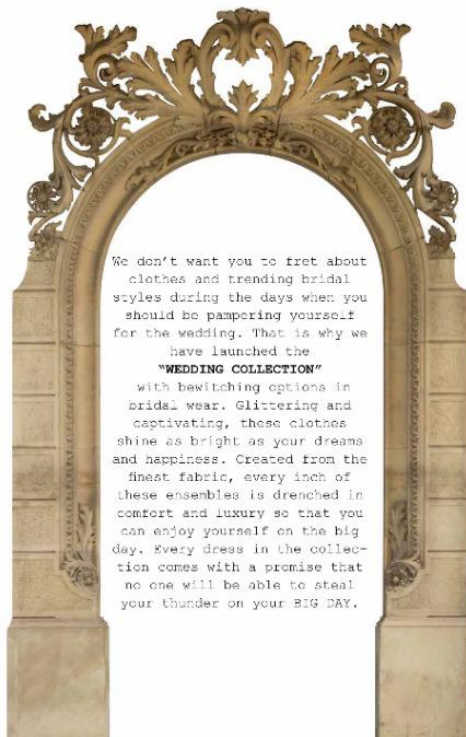 We don't want you to fret about
clothes and trending bridal
styles during the days when you
should be pampering yourself
for the wedding. That is why we
have launched the
"WEDDING COLLECTION"
with bewitching options in
bridal wear. Glittering and
captivating, these clothes
shine as bright as your dreams
and happiness. Created from the
finest fabric, every inch of
these ensembles is drenched in
comfort and luxury so that you
can enjoy yourself on the big
day. Every dress in the collec-
tion comes with a promise that
no one will be able to steal
your thunder on your BIG DAY.